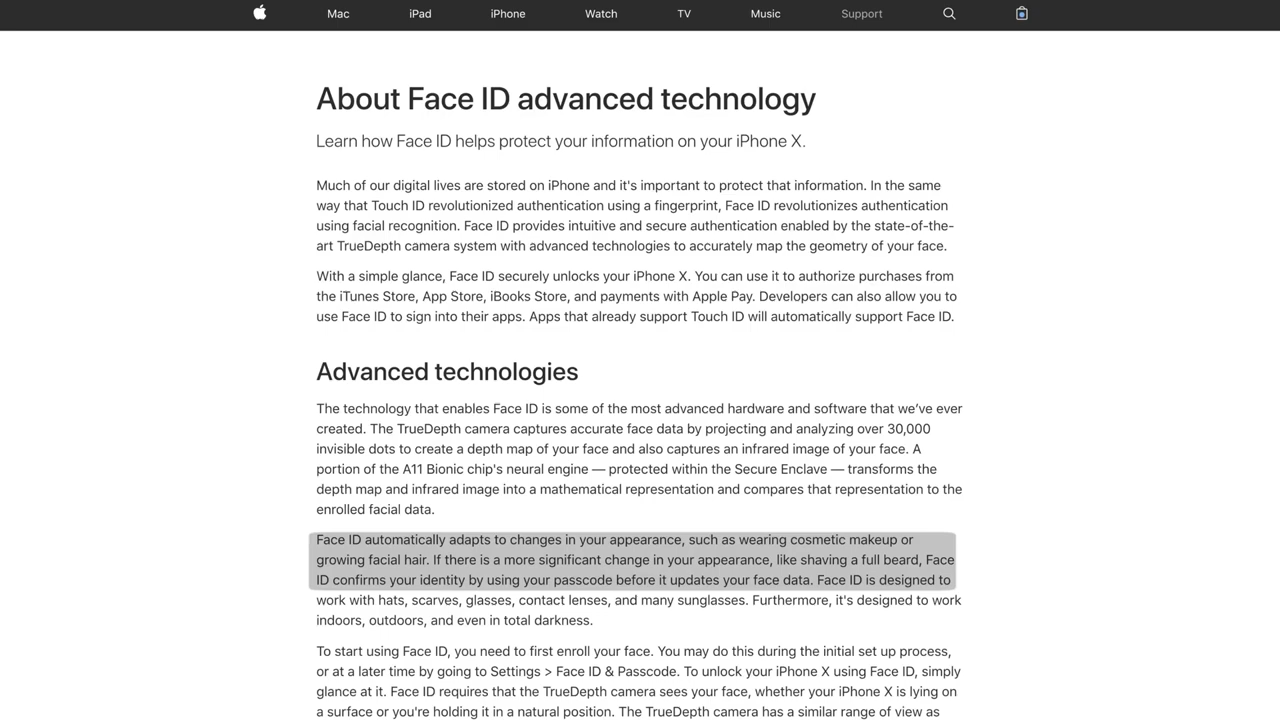 Mac iPad iPhone Watch TV Music Support
About Face ID advanced technology
Learn how Face ID helps protect your information on your iPhone X.
Much of our digital lives are stored on iPhone and it's important to protect that information. In the same
way that Touch ID revolutionized authentication using a fingerprint, Face ID revolutionizes authentication
using facial recognition. Face ID provides intuitive and secure authentication enabled by the state-of-the-
art TrueDepth camera system with advanced technologies to accurately map the geometry of your face.
With a simple glance, Face ID securely unlocks your iPhone X. You can use it to authorize purchases from
the iTunes Store, App Store, iBooks Store, and payments with Apple Pay. Developers can also allow you to
use Face ID to sign into their apps. Apps that already support Touch ID will automatically support Face ID.
Advanced technologies
The technology that enables Face ID is some of the most advanced hardware and software that we’ve ever
created. The TrueDepth camera captures accurate face data by projecting and analyzing over 30,000
invisible dots to create a depth map of your face and also captures an infrared image of your face. A
portion of the A11 Bionic chip's neural engine — protected within the Secure Enclave — transforms the
depth map and infrared image into a mathematical representation and compares that representation to the
enrolled facial data.
Face ID automatically adapts to changes in your appearance, such as wearing cosmetic makeup or
growing facial hair. If there is a more significant change in your appearance, like shaving a full beard, Face
ID confirms your identity by using your passcode before it updates your face data. Face ID is designed to
work with hats, scarves, glasses, contact lenses, and many sunglasses. Furthermore, it's designed to work
indoors, outdoors, and even in total darkness.
To start using Face ID, you need to first enroll your face. You may do this during the initial set up process,
or at a later time by going to Settings > Face ID & Passcode. To unlock your iPhone X using Face ID, simply
glance at it. Face ID requires that the TrueDepth camera sees your face, whether your iPhone X is lying on
a surface or you're holding it in a natural position. The TrueDepth camera has a similar range of view as